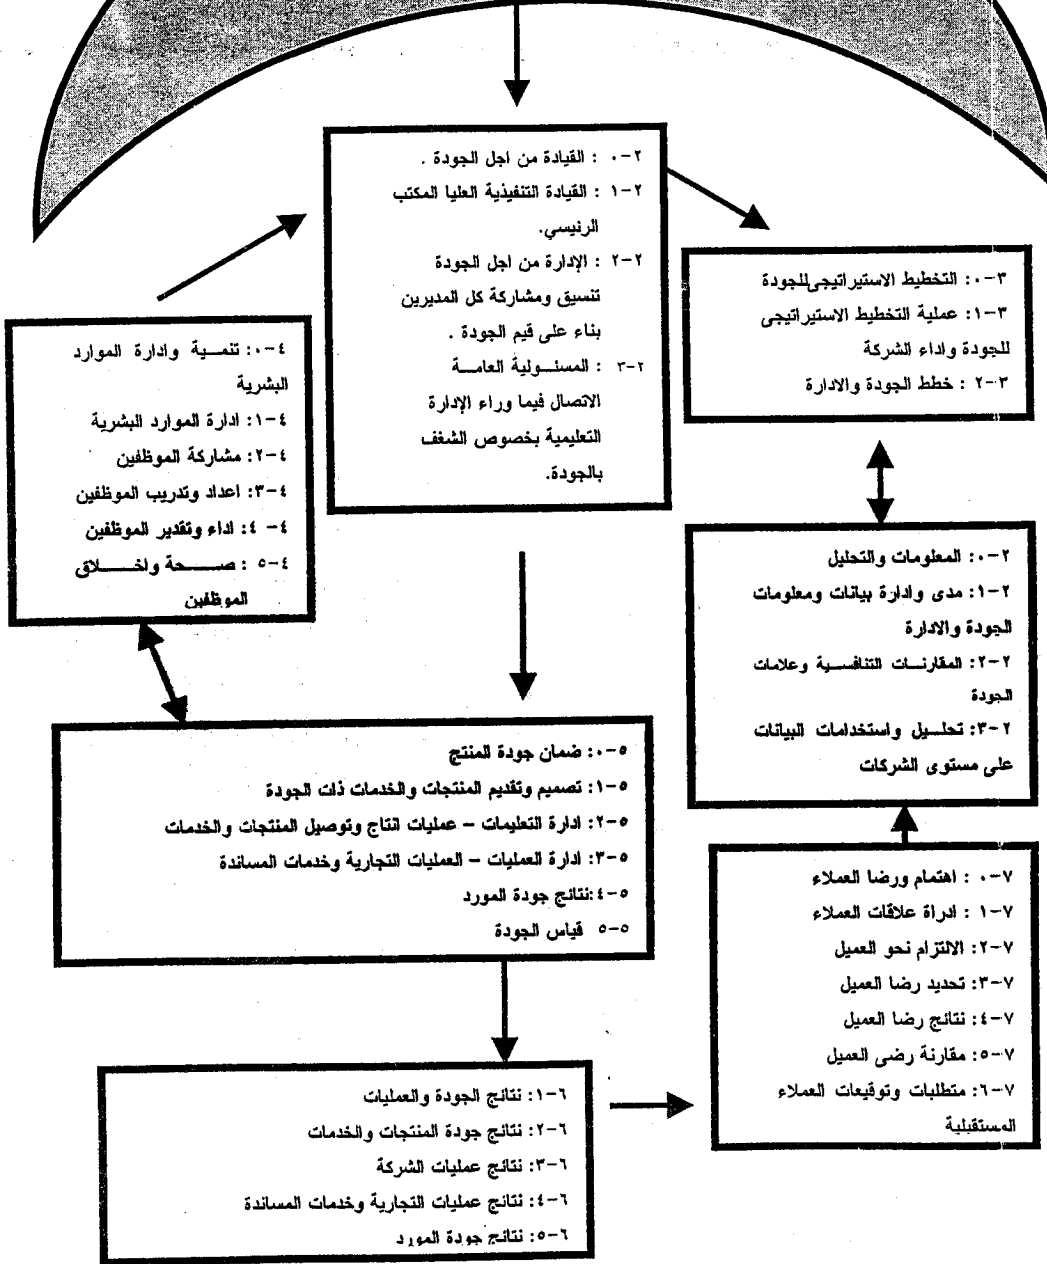 ٢-٠ : القيادة من اجل الجودة .
٢-١ : القيادة التنفيذية العليا المكتب
الرئيسي.
٢-٢ : الإدارة من اجل الجودة
تنسيق ومشاركة كل المديرين
بناء على قيم الجودة .
٢-٣ : المسئولية العامة
الاتصال فيما وراء الإدارة
التعليمية بخصوص الشغف
بالجودة.
٣-٠: التخطيط الاستيراتيجى للجودة
٣-١: عملية التخطيط الاستيراتيجى
للجودة واداء الشركة
٣-٢ : خطط الجودة والادارة
٤-٠: تنمية وادارة الموارد
البشرية
٤-١: ادارة الموارد البشرية
٤-٢: مشاركة الموظفين
٤-٣: اعداد وتدريب الموظفين
٤- ٤: اداء وتقدير الموظفين
٤-٥ : صحة واخلاق
الموظفين
٢-٠: المعلومات والتحليل
٢-١: مدى وادارة بيانات ومعلومات
الجودة والادارة
٢-٢: المقارنات التنافسية وعلامات
الجودة
٢-٣: تحليل واستخدامات البيانات
على مستوى الشركات
٥-٠: ضمان جودة المنتج
٥-١: تصميم وتقديم المنتجات والخدمات ذات الجودة
٥-٢: ادارة التعليمات – عمليات انتاج وتوصيل المنتجات والخدمات
٥-٣: ادارة العمليات – العمليات التجارية وخدمات المساندة
٥-٤:نتائج جودة المورد
٥-٥ قياس الجودة
٧-٠ : اهتمام ورضا العملاء
٧-١ : ادراة علاقات العملاء
٧-٢: الالتزام نحو العميل
٧-٣: تحديد رضا العميل
٧-٤: نتائج رضا العميل
٧-٥: مقارنة رضى العميل
٧-٦: متطلبات وتوقيعات العملاء
المستقبلية
٦-١: نتائج الجودة والعمليات
٦-٢: نتائج جودة المنتجات والخدمات
٦-٣: نتائج عمليات الشركة
٦-٤: نتائج عمليات التجارية وخدمات المساندة
٦-٥: نتائج جودة المورد